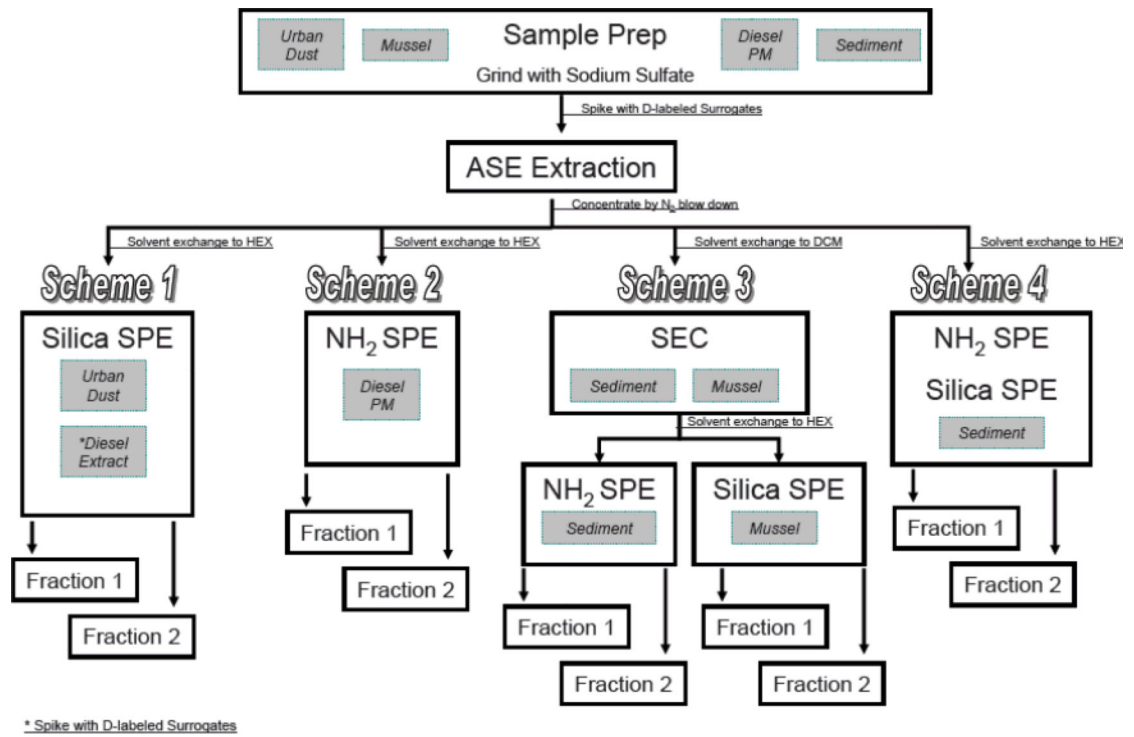 Urban
Dust
Mussel
Sample Prep
Diesel
PM
Sediment
Grind with Sodium Sulfate
Spike with D-labeled Surrogates
ASE Extraction
Concentrate by N₂ blow down
Solvent exchange to HEX
Solvent exchange to HEX
Solvent exchange to DCM
Solvent exchange to HEX
Scheme 1
Scheme 2
Scheme 3
Scheme 4
Silica SPE
Urban
Dust
*Diesel
Extract
Fraction 1
Fraction 2
NH₂ SPE
Diesel
PM
Fraction 1
Fraction 2
SEC
Sediment
Mussel
Solvent exchange to HEX
NH₂ SPE
Sediment
Fraction 1
Fraction 2
Silica SPE
Mussel
Fraction 1
Fraction 2
NH₂ SPE
Silica SPE
Sediment
Fraction 1
Fraction 2
* Spike with D-labeled Surrogates